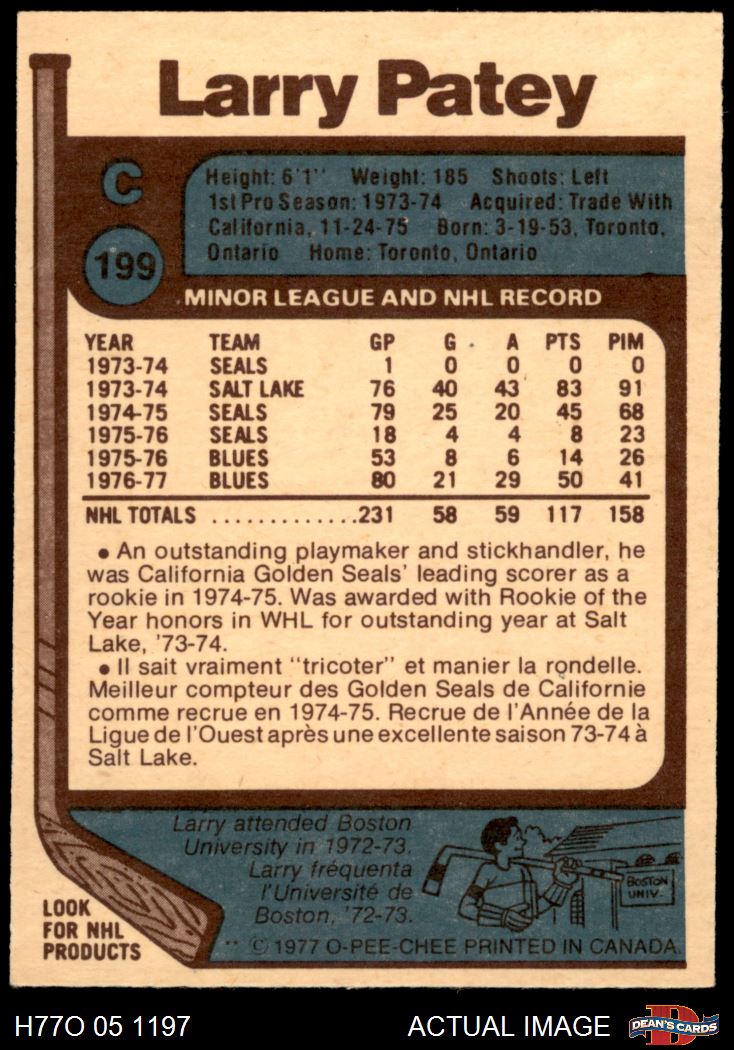 Larry Patey
C
199
Height: 6'1'' Weight: 185 Shoots: Left
1st Pro Season: 1973-74 Acquired: Trade With
California, 11-24-75 Born: 3-19-53, Toronto,
Ontario Home: Toronto, Ontario
MINOR LEAGUE AND NHL RECORD
YEAR TEAM GP G A PTS PIM
1973-74 SEALS 1 0 0 0 0
1973-74 SALT LAKE 76 40 43 83 91
1974-75 SEALS 79 25 20 45 68
1975-76 SEALS 18 4 4 8 23
1975-76 BLUES 53 8 6 14 26
1976-77 BLUES 80 21 29 50 41
NHL TOTALS .............231 58 59 117 158
• An outstanding playmaker and stickhandler, he
was California Golden Seals' leading scorer as a
rookie in 1974-75. Was awarded with Rookie of the
Year honors in WHL for outstanding year at Salt
Lake, '73-74.
• Il sait vraiment "tricoter" et manier la rondelle.
Meilleur compteur des Golden Seals de Californie
comme recrue en 1974-75. Recrue de l'Année de la
Ligue de l'Ouest après une excellente saison 73-74 à
Salt Lake.
Larry attended Boston
University in 1972-73.
Larry fréquenta
l'Université de
Boston, '72-73.
BOSTON
UNIV.
LOOK
FOR NHL
PRODUCTS
© 1977 O-PEE-CHEE PRINTED IN CANADA.
H77O 05 1197 ACTUAL IMAGE
DEAN'S CARDS